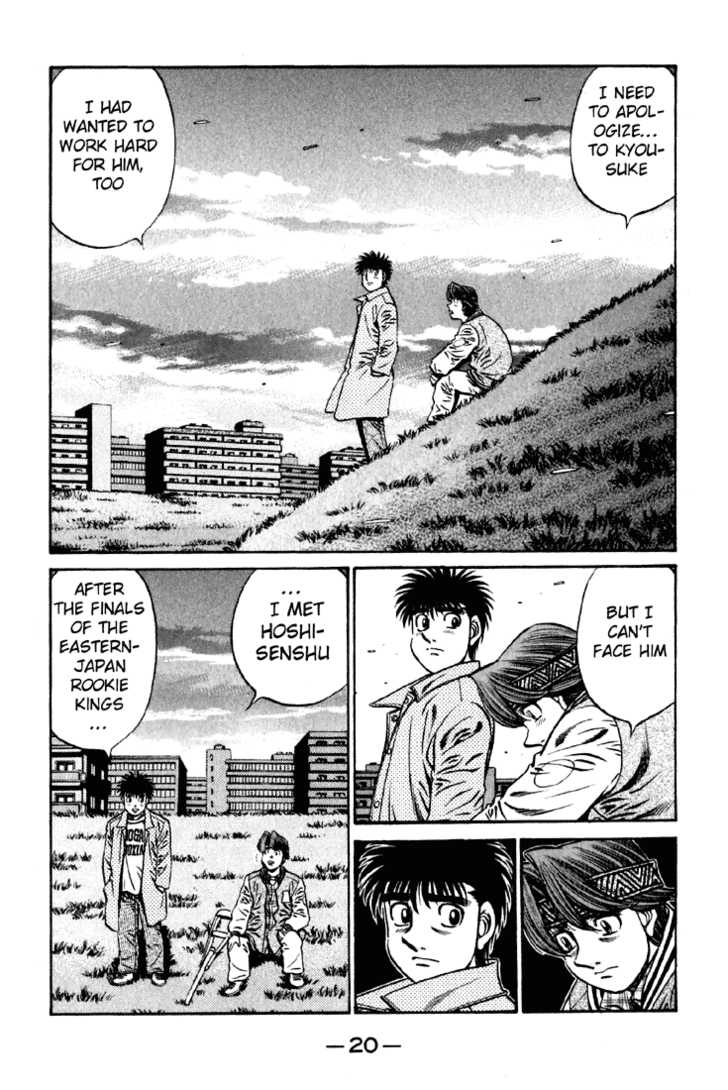 I NEED
TO APOL-
OGIZE...
TO KYOU-
SUKE
I HAD
WANTED TO
WORK HARD
FOR HIM,
TOO
BUT I
CAN'T
FACE HIM
...
I MET
HOSHI-
SENSHU
AFTER
THE FINALS
OF THE
EASTERN-
JAPAN
ROOKIE
KINGS
...
—20—